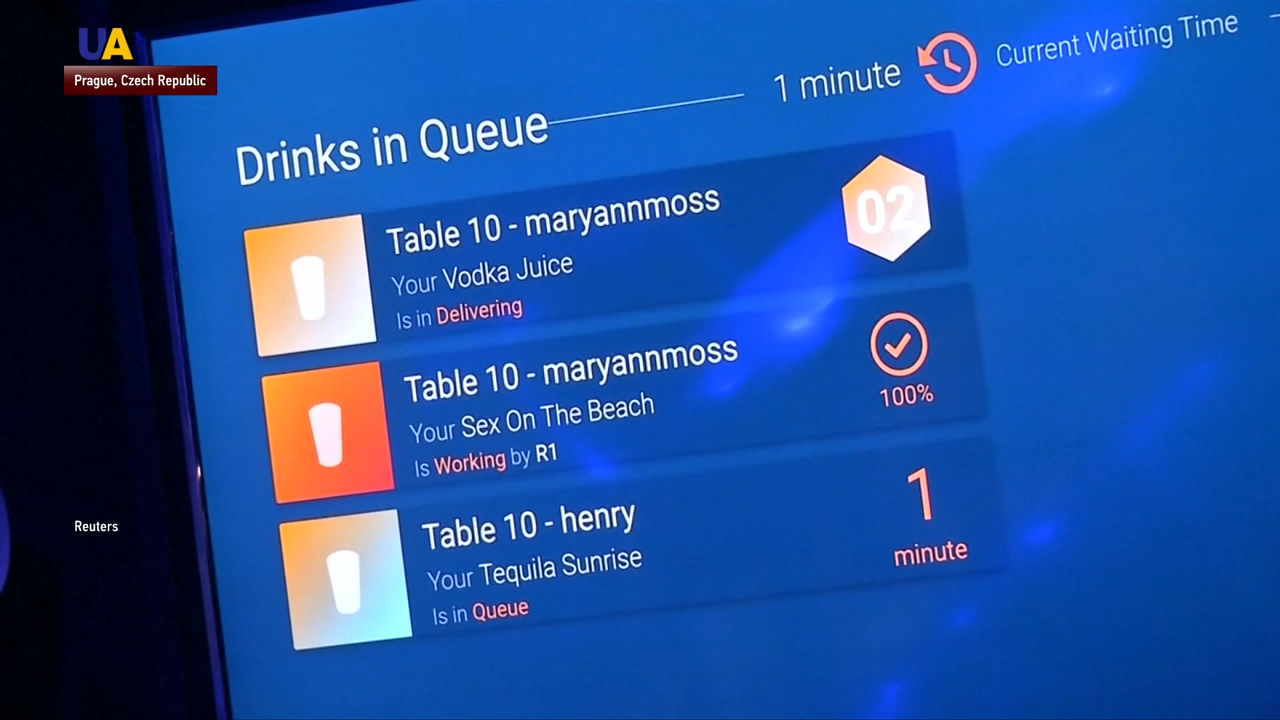 UA
Prague, Czech Republic
1 minute
Current Waiting Time
Drinks in Queue
Table 10 - maryannmoss
Your Vodka Juice
Is in Delivering
02
Table 10 - maryannmoss
Your Sex On The Beach
Is Working by R1
100%
Table 10 - henry
Your Tequila Sunrise
Is in Queue
1
minute
Reuters